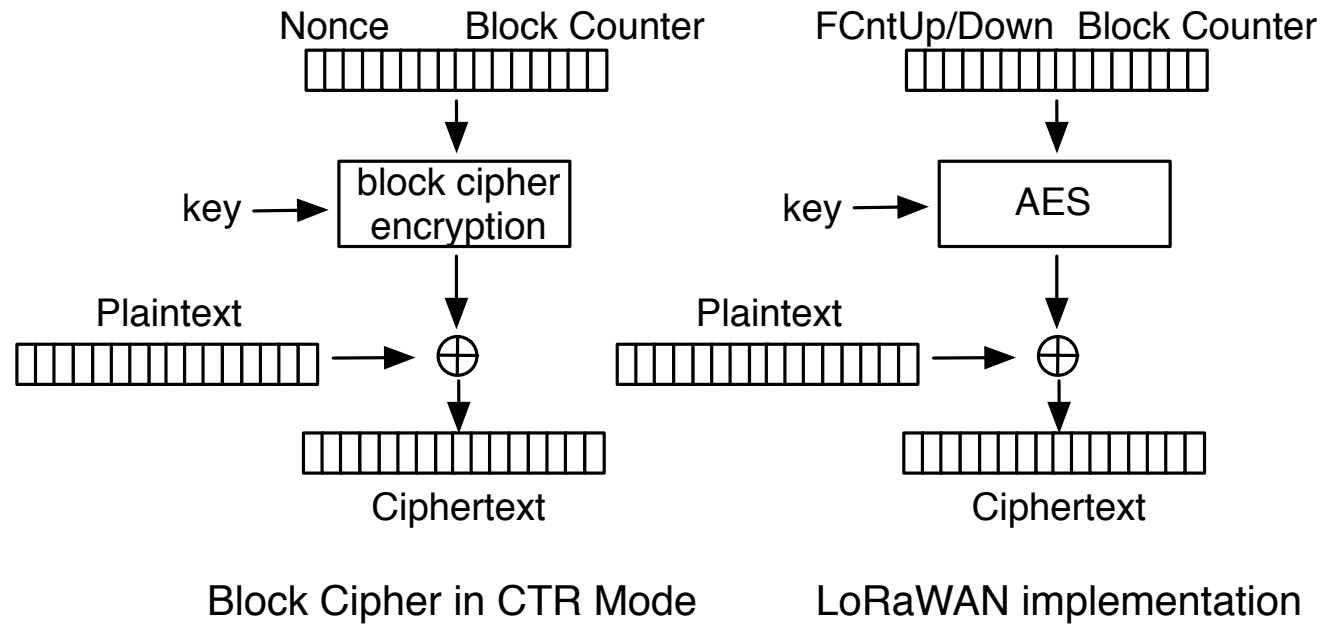 Nonce Block Counter
block cipher
encryption
key
Plaintext
Ciphertext
Block Cipher in CTR Mode
FCntUp/Down Block Counter
AES
key
Plaintext
Ciphertext
LoRaWAN implementation